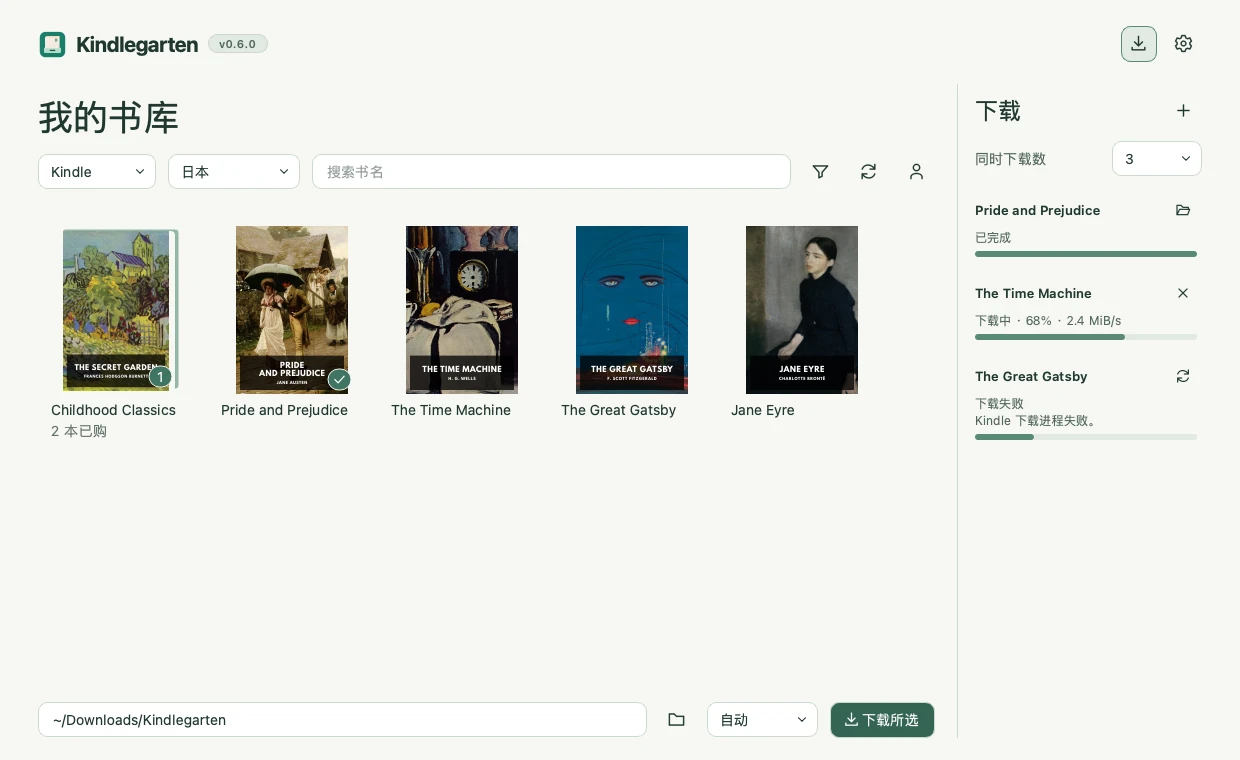 Kindlegarten
v0.6.0
我的书库
Kindle
日本
搜索书名
THE SECRET GARDEN
FRANCES HODGSON BURNETT
1
Childhood Classics
2 本已购
PRIDE
AND PREJUDICE
JANE AUSTEN
Pride and Prejudice
THE TIME MACHINE
H. G. WELLS
The Time Machine
THE GREAT GATSBY
F. SCOTT FITZGERALD
The Great Gatsby
JANE EYRE
CHARLOTTE BRONTË
Jane Eyre
~/Downloads/Kindlegarten
自动
下载所选
下载
同时下载数
3
Pride and Prejudice
已完成
The Time Machine
下载中 · 68% · 2.4 MiB/s
The Great Gatsby
下载失败
Kindle 下载进程失败。